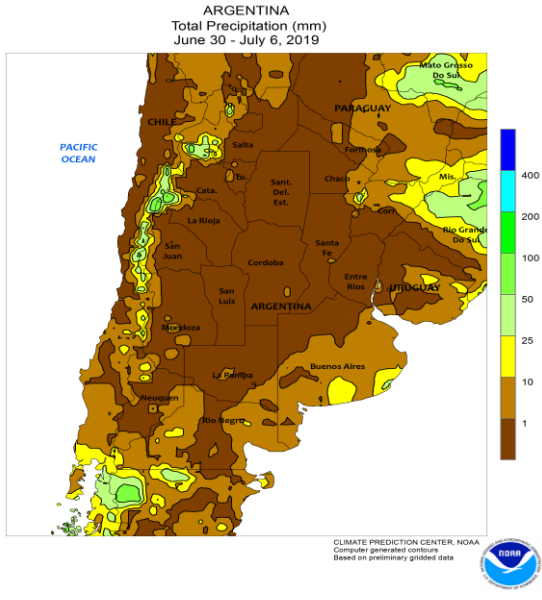 ARGENTINA
Total Precipitation (mm)
June 30 - July 6, 2019
Mato Grosso
Do Sul
PARAGUAY
CHILE
PACIFIC
OCEAN
Salta
Formosa
Tu.
Chaco
Mis.
Cata.
Sant.
Del.
Est.
Corr.
La Rioja
Rio Grande
Do Sul
San
Juan
Santa
Fe
Cordoba
Entre
Rios
URUGUAY
San
Luis
ARGENTINA
Mendoza
Buenos Aires
La Pampa
Neuquen
Rio Negro
400
200
100
50
25
10
1
CLIMATE PREDICTION CENTER, NOAA
Computer generated contours
Based on preliminary gridded data
NOAA